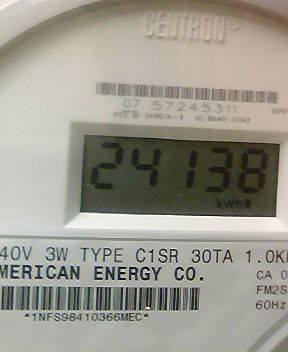 CENTRON®
07 57245311
24138
kWh
40V 3W TYPE C1SR 30TA 1.0K
MERICAN ENERGY CO.
CA 0
FM2S
60Hz
*1NFS98410366MEC*